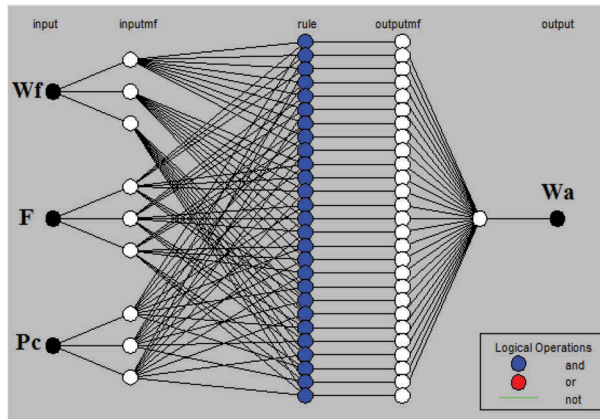 input inputmf rule outputmf output
Wf
F
Pc
Wa
Logical Operations
and
or
not